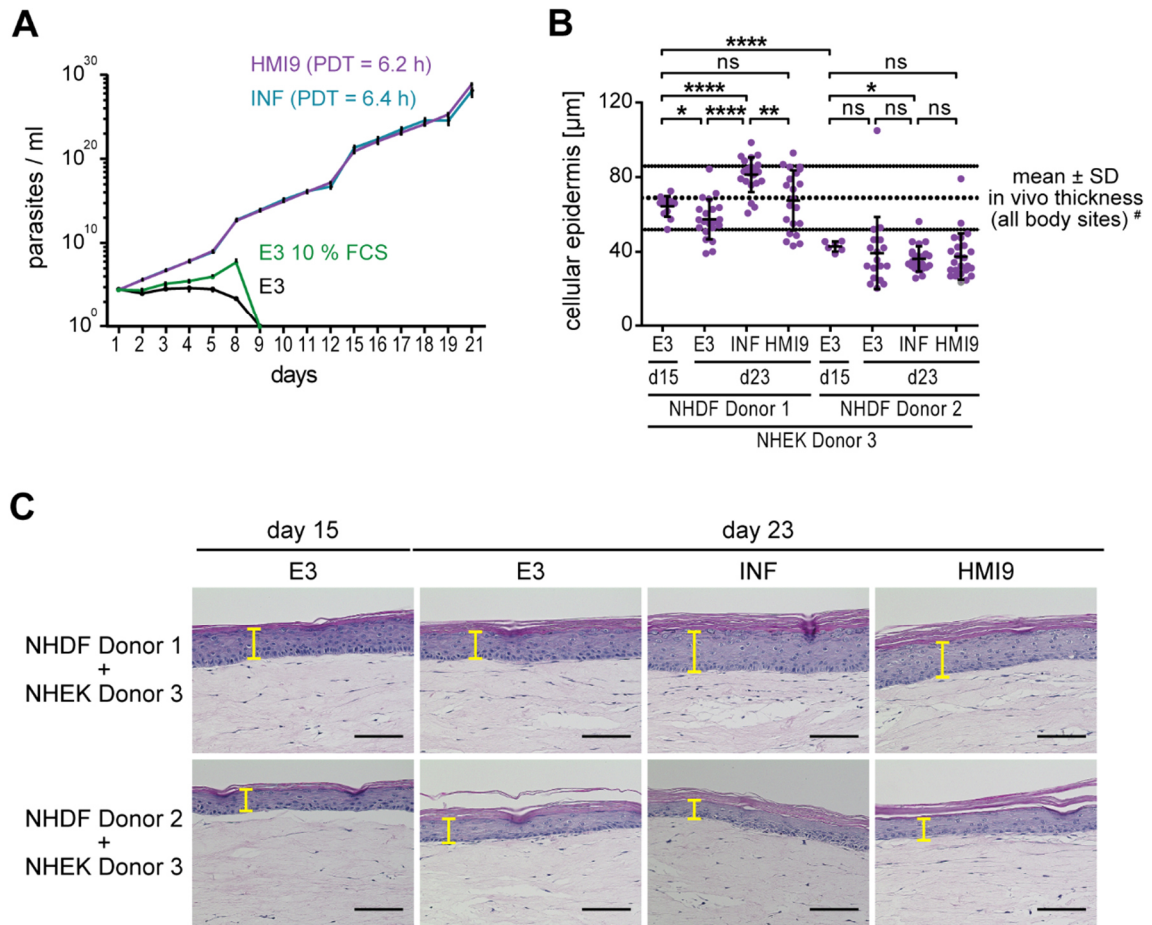 A
HMI9 (PDT = 6.2 h)
INF (PDT = 6.4 h)
E3 10 % FCS
E3
parasites / ml
10^30
10^20
10^10
10^0
1 2 3 4 5 8 9 10 11 12 15 16 17 18 19 21
days
B
cellular epidermis [µm]
120
80
40
0
**** 
ns ns
**** *
* **** ** ns ns ns
mean ± SD
in vivo thickness
(all body sites) #
E3 E3 INF HMI9 E3 E3 INF HMI9
d15 d23 d15 d23
NHDF Donor 1 NHDF Donor 2
NHEK Donor 3
C
day 15 day 23
E3 E3 INF HMI9
NHDF Donor 1
+
NHEK Donor 3
NHDF Donor 2
+
NHEK Donor 3